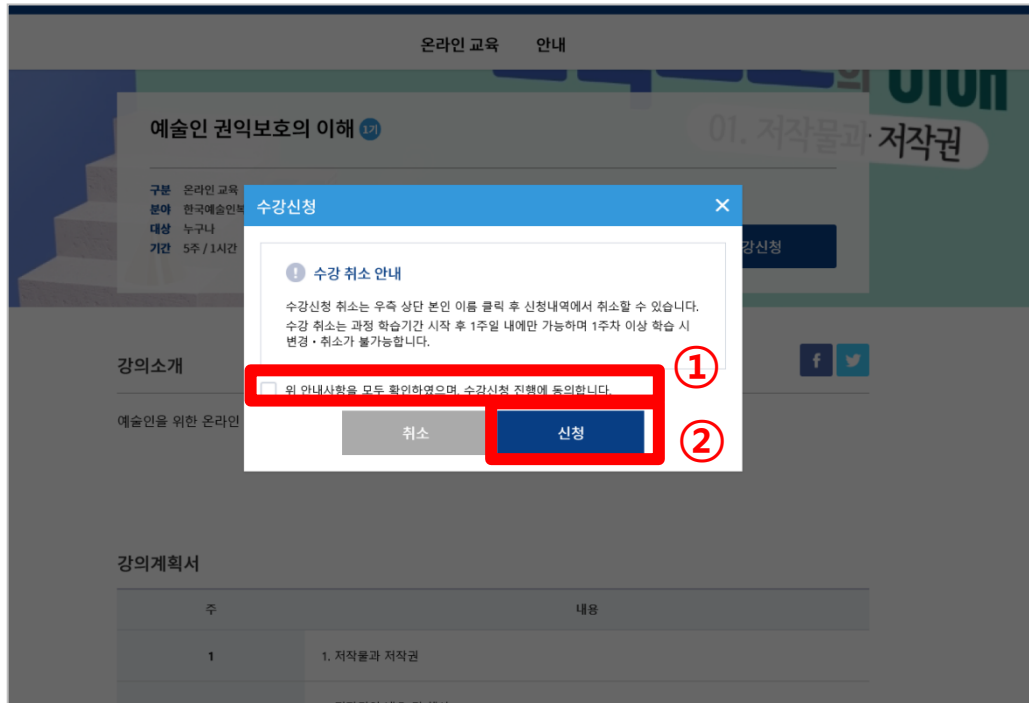 온라인 교육 안내
이해
예술인 권익보호의 이해 1기
01. 저작물과 저작권
구분 온라인 교육
분야 한국예술인복
대상 누구나
기간 5주 / 1시간
강신청
수강신청 ×
! 수강 취소 안내
수강신청 취소는 우측 상단 본인 이름 클릭 후 신청내역에서 취소할 수 있습니다.
수강 취소는 과정 학습기간 시작 후 1주일 내에만 가능하며 1주차 이상 학습 시
변경・취소가 불가능합니다.
①
강의소개
f
위 안내사항을 모두 확인하였으며, 수강신청 진행에 동의합니다.
예술인을 위한 온라인
취소 신청
②
강의계획서
주 내용
1 1. 저작물과 저작권